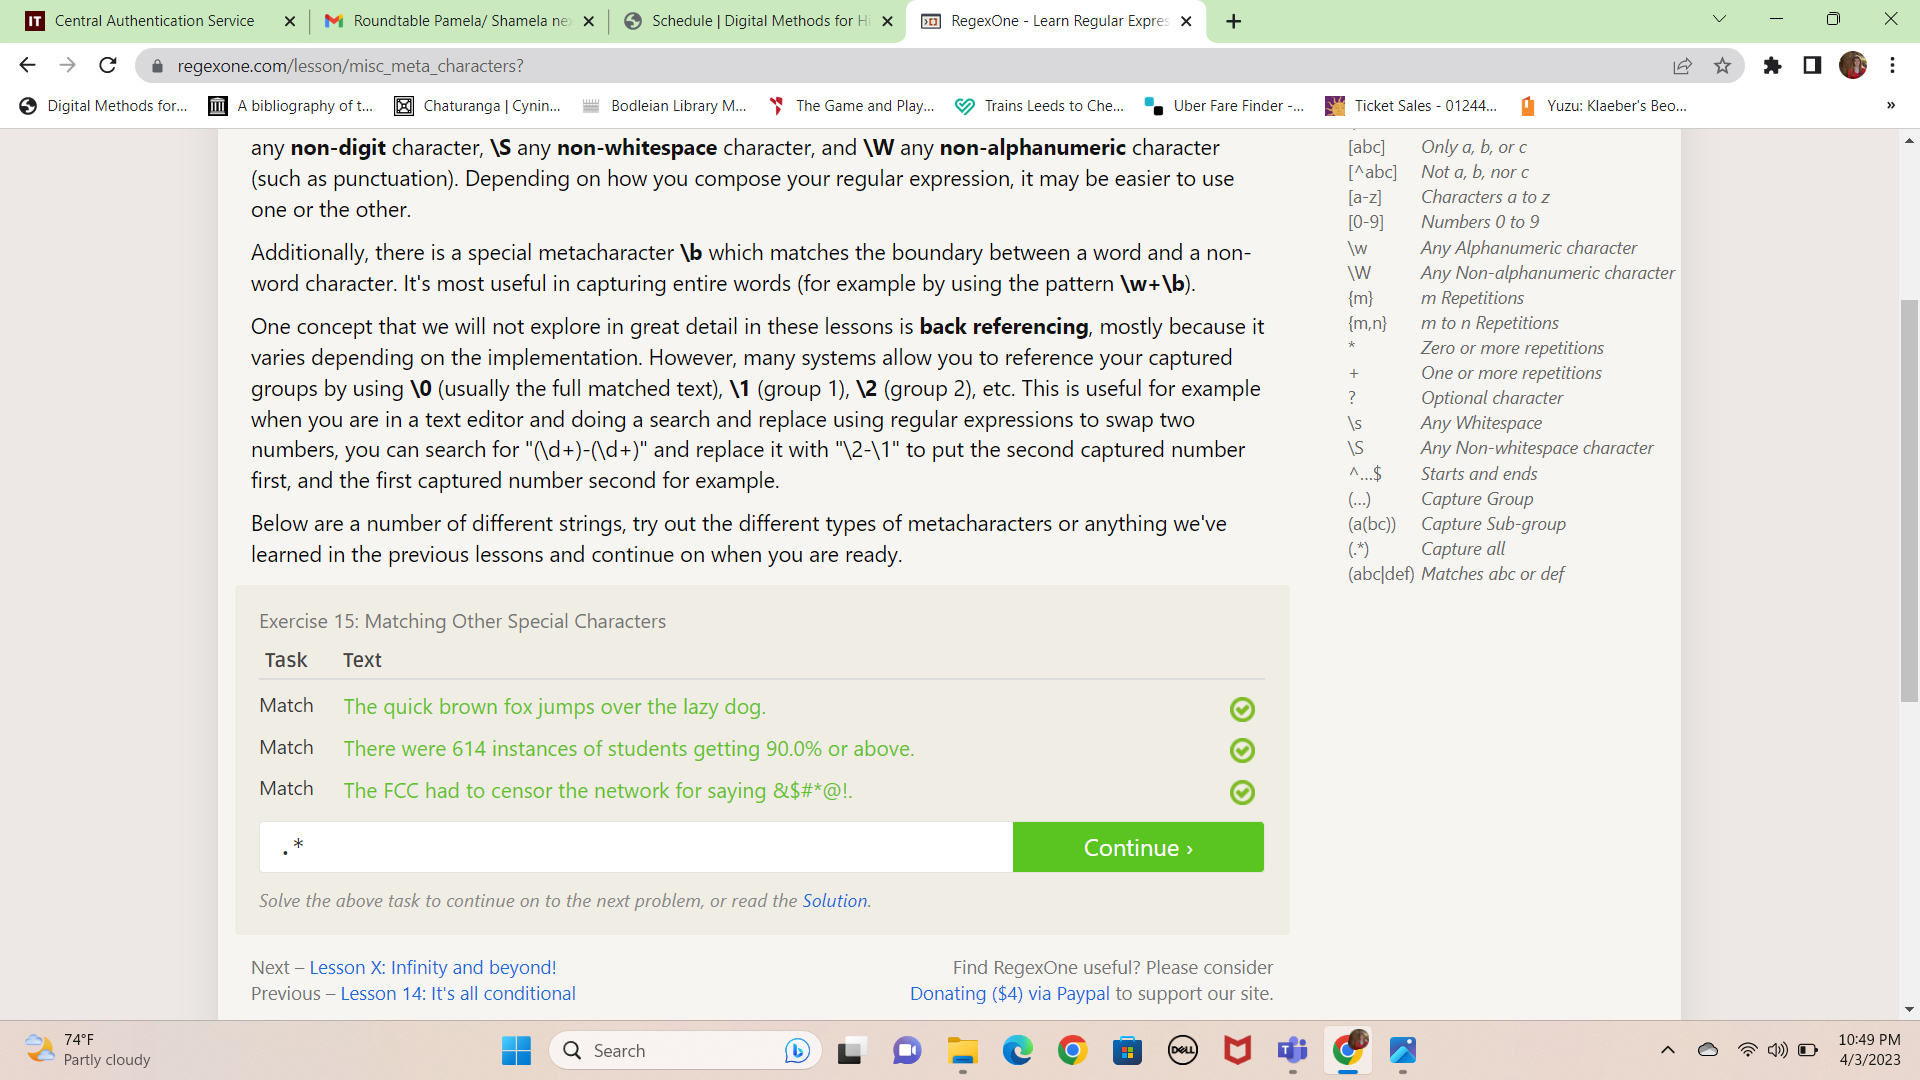 Central Authentication Service
Roundtable Pamela/ Shamela ne
Schedule | Digital Methods for Hi
RegexOne - Learn Regular Expres
regexone.com/lesson/misc_meta_characters?
Digital Methods for...
A bibliography of t...
Chaturanga | Cynin...
Bodleian Library M...
The Game and Play...
Trains Leeds to Che...
Uber Fare Finder -...
Ticket Sales - 01244...
Yuzu: Klaeber's Beo...
»
any non-digit character, \S any non-whitespace character, and \W any non-alphanumeric character
(such as punctuation). Depending on how you compose your regular expression, it may be easier to use
one or the other.
Additionally, there is a special metacharacter \b which matches the boundary between a word and a non-
word character. It's most useful in capturing entire words (for example by using the pattern \w+\b).
One concept that we will not explore in great detail in these lessons is back referencing, mostly because it
varies depending on the implementation. However, many systems allow you to reference your captured
groups by using \0 (usually the full matched text), \1 (group 1), \2 (group 2), etc. This is useful for example
when you are in a text editor and doing a search and replace using regular expressions to swap two
numbers, you can search for "(\d+)-(\d+)" and replace it with "\2-\1" to put the second captured number
first, and the first captured number second for example.
Below are a number of different strings, try out the different types of metacharacters or anything we've
learned in the previous lessons and continue on when you are ready.
Exercise 15: Matching Other Special Characters
Task Text
Match The quick brown fox jumps over the lazy dog.
Match There were 614 instances of students getting 90.0% or above.
Match The FCC had to censor the network for saying &$#*@!.
.*
Continue ›
Solve the above task to continue on to the next problem, or read the Solution.
Next – Lesson X: Infinity and beyond!
Previous – Lesson 14: It's all conditional
Find RegexOne useful? Please consider
Donating ($4) via Paypal to support our site.
[abc] Only a, b, or c
[^abc] Not a, b, nor c
[a-z] Characters a to z
[0-9] Numbers 0 to 9
\w Any Alphanumeric character
\W Any Non-alphanumeric character
{m} m Repetitions
{m,n} m to n Repetitions
* Zero or more repetitions
+ One or more repetitions
? Optional character
\s Any Whitespace
\S Any Non-whitespace character
^…$ Starts and ends
(…) Capture Group
(a(bc)) Capture Sub-group
(.*) Capture all
(abc|def) Matches abc or def
74°F
Partly cloudy
Search
DELL
10:49 PM
4/3/2023